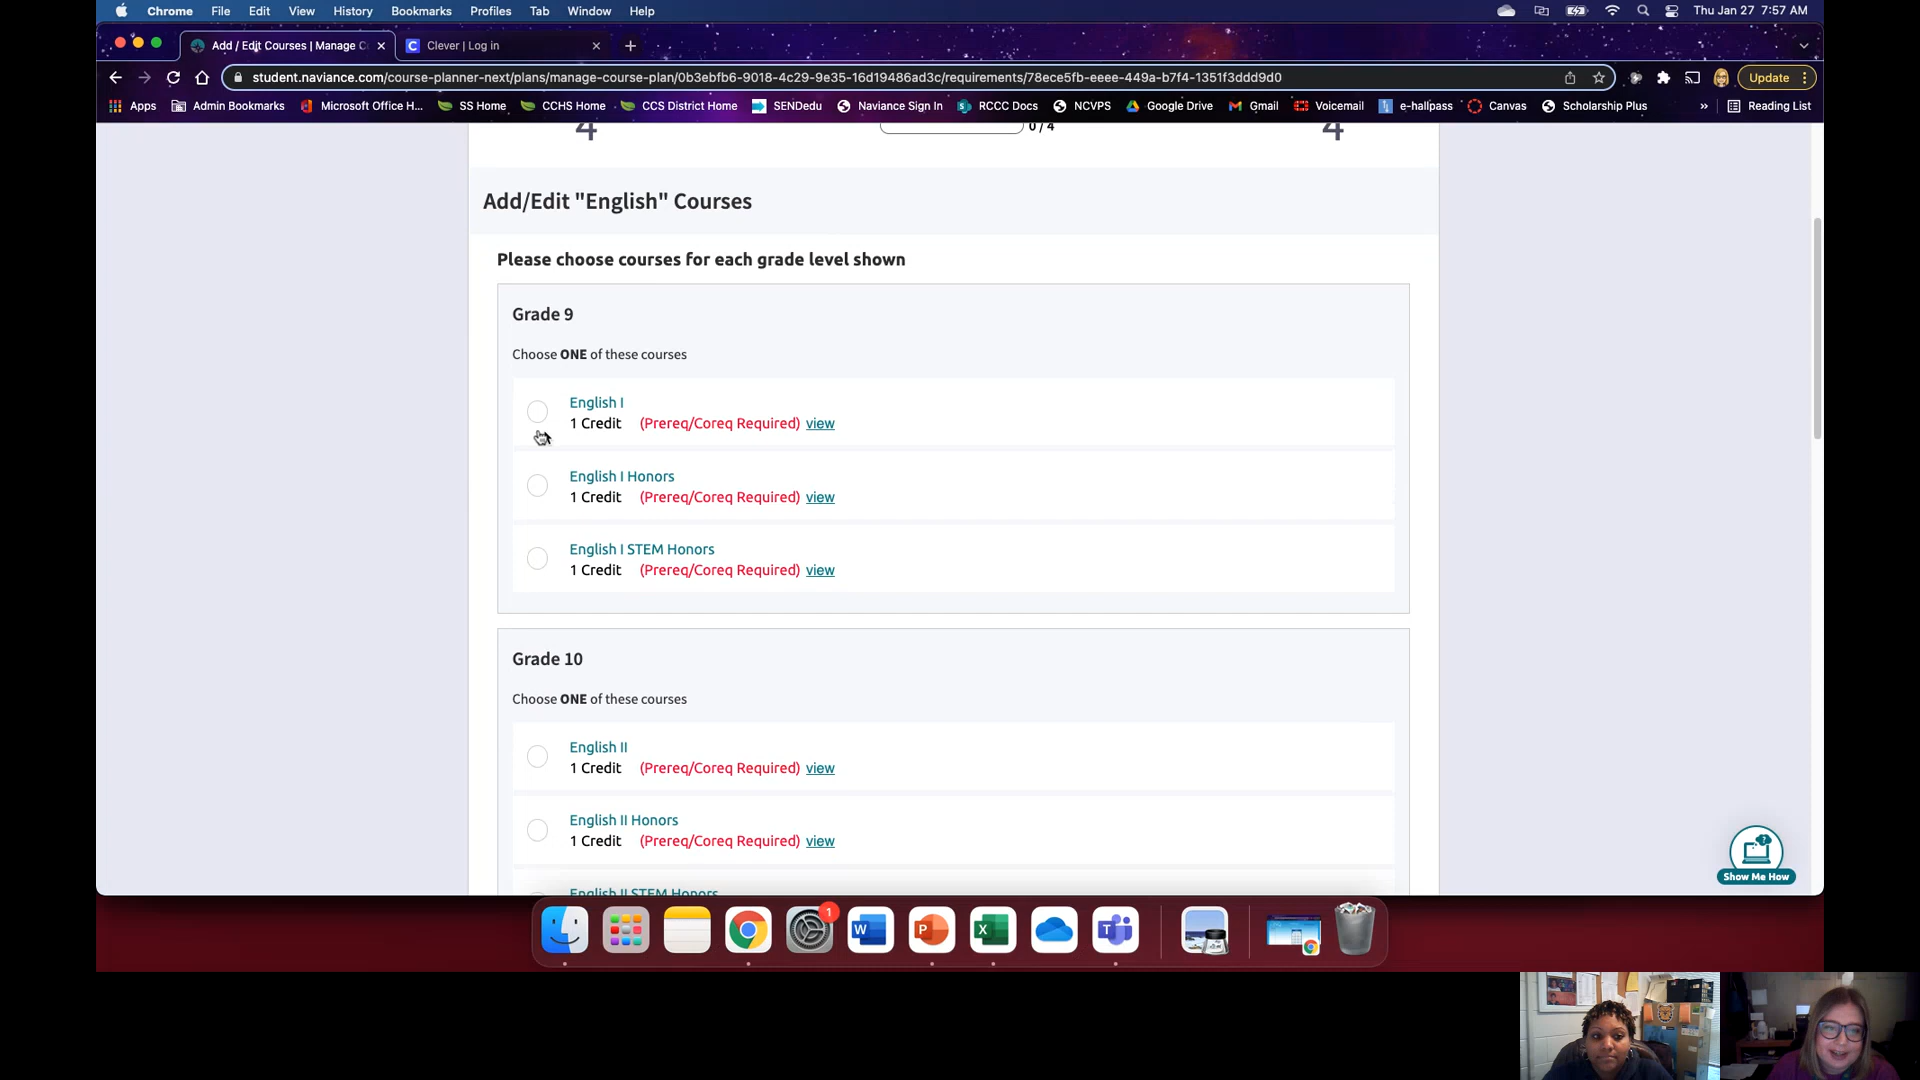 Chrome File Edit View History Bookmarks Profiles Tab Window Help Thu Jan 27 7:57 AM
Add / Edit Courses | Manage C
Clever | Log in
student.naviance.com/course-planner-next/plans/manage-course-plan/0b3ebfb6-9018-4c29-9e35-16d19486ad3c/requirements/78ece5fb-eeee-449a-b7f4-1351f3ddd9d0 Update
Apps Admin Bookmarks Microsoft Office H... SS Home CCHS Home CCS District Home SENDedu Naviance Sign In RCCC Docs NCVPS Google Drive Gmail Voicemail e-hallpass Canvas Scholarship Plus » Reading List
4 0 / 4 4
Add/Edit "English" Courses
Please choose courses for each grade level shown
Grade 9
Choose ONE of these courses
English I
1 Credit (Prereq/Coreq Required) view
English I Honors
1 Credit (Prereq/Coreq Required) view
English I STEM Honors
1 Credit (Prereq/Coreq Required) view
Grade 10
Choose ONE of these courses
English II
1 Credit (Prereq/Coreq Required) view
English II Honors
1 Credit (Prereq/Coreq Required) view
English II STEM Honors
Show Me How
1
W P X T